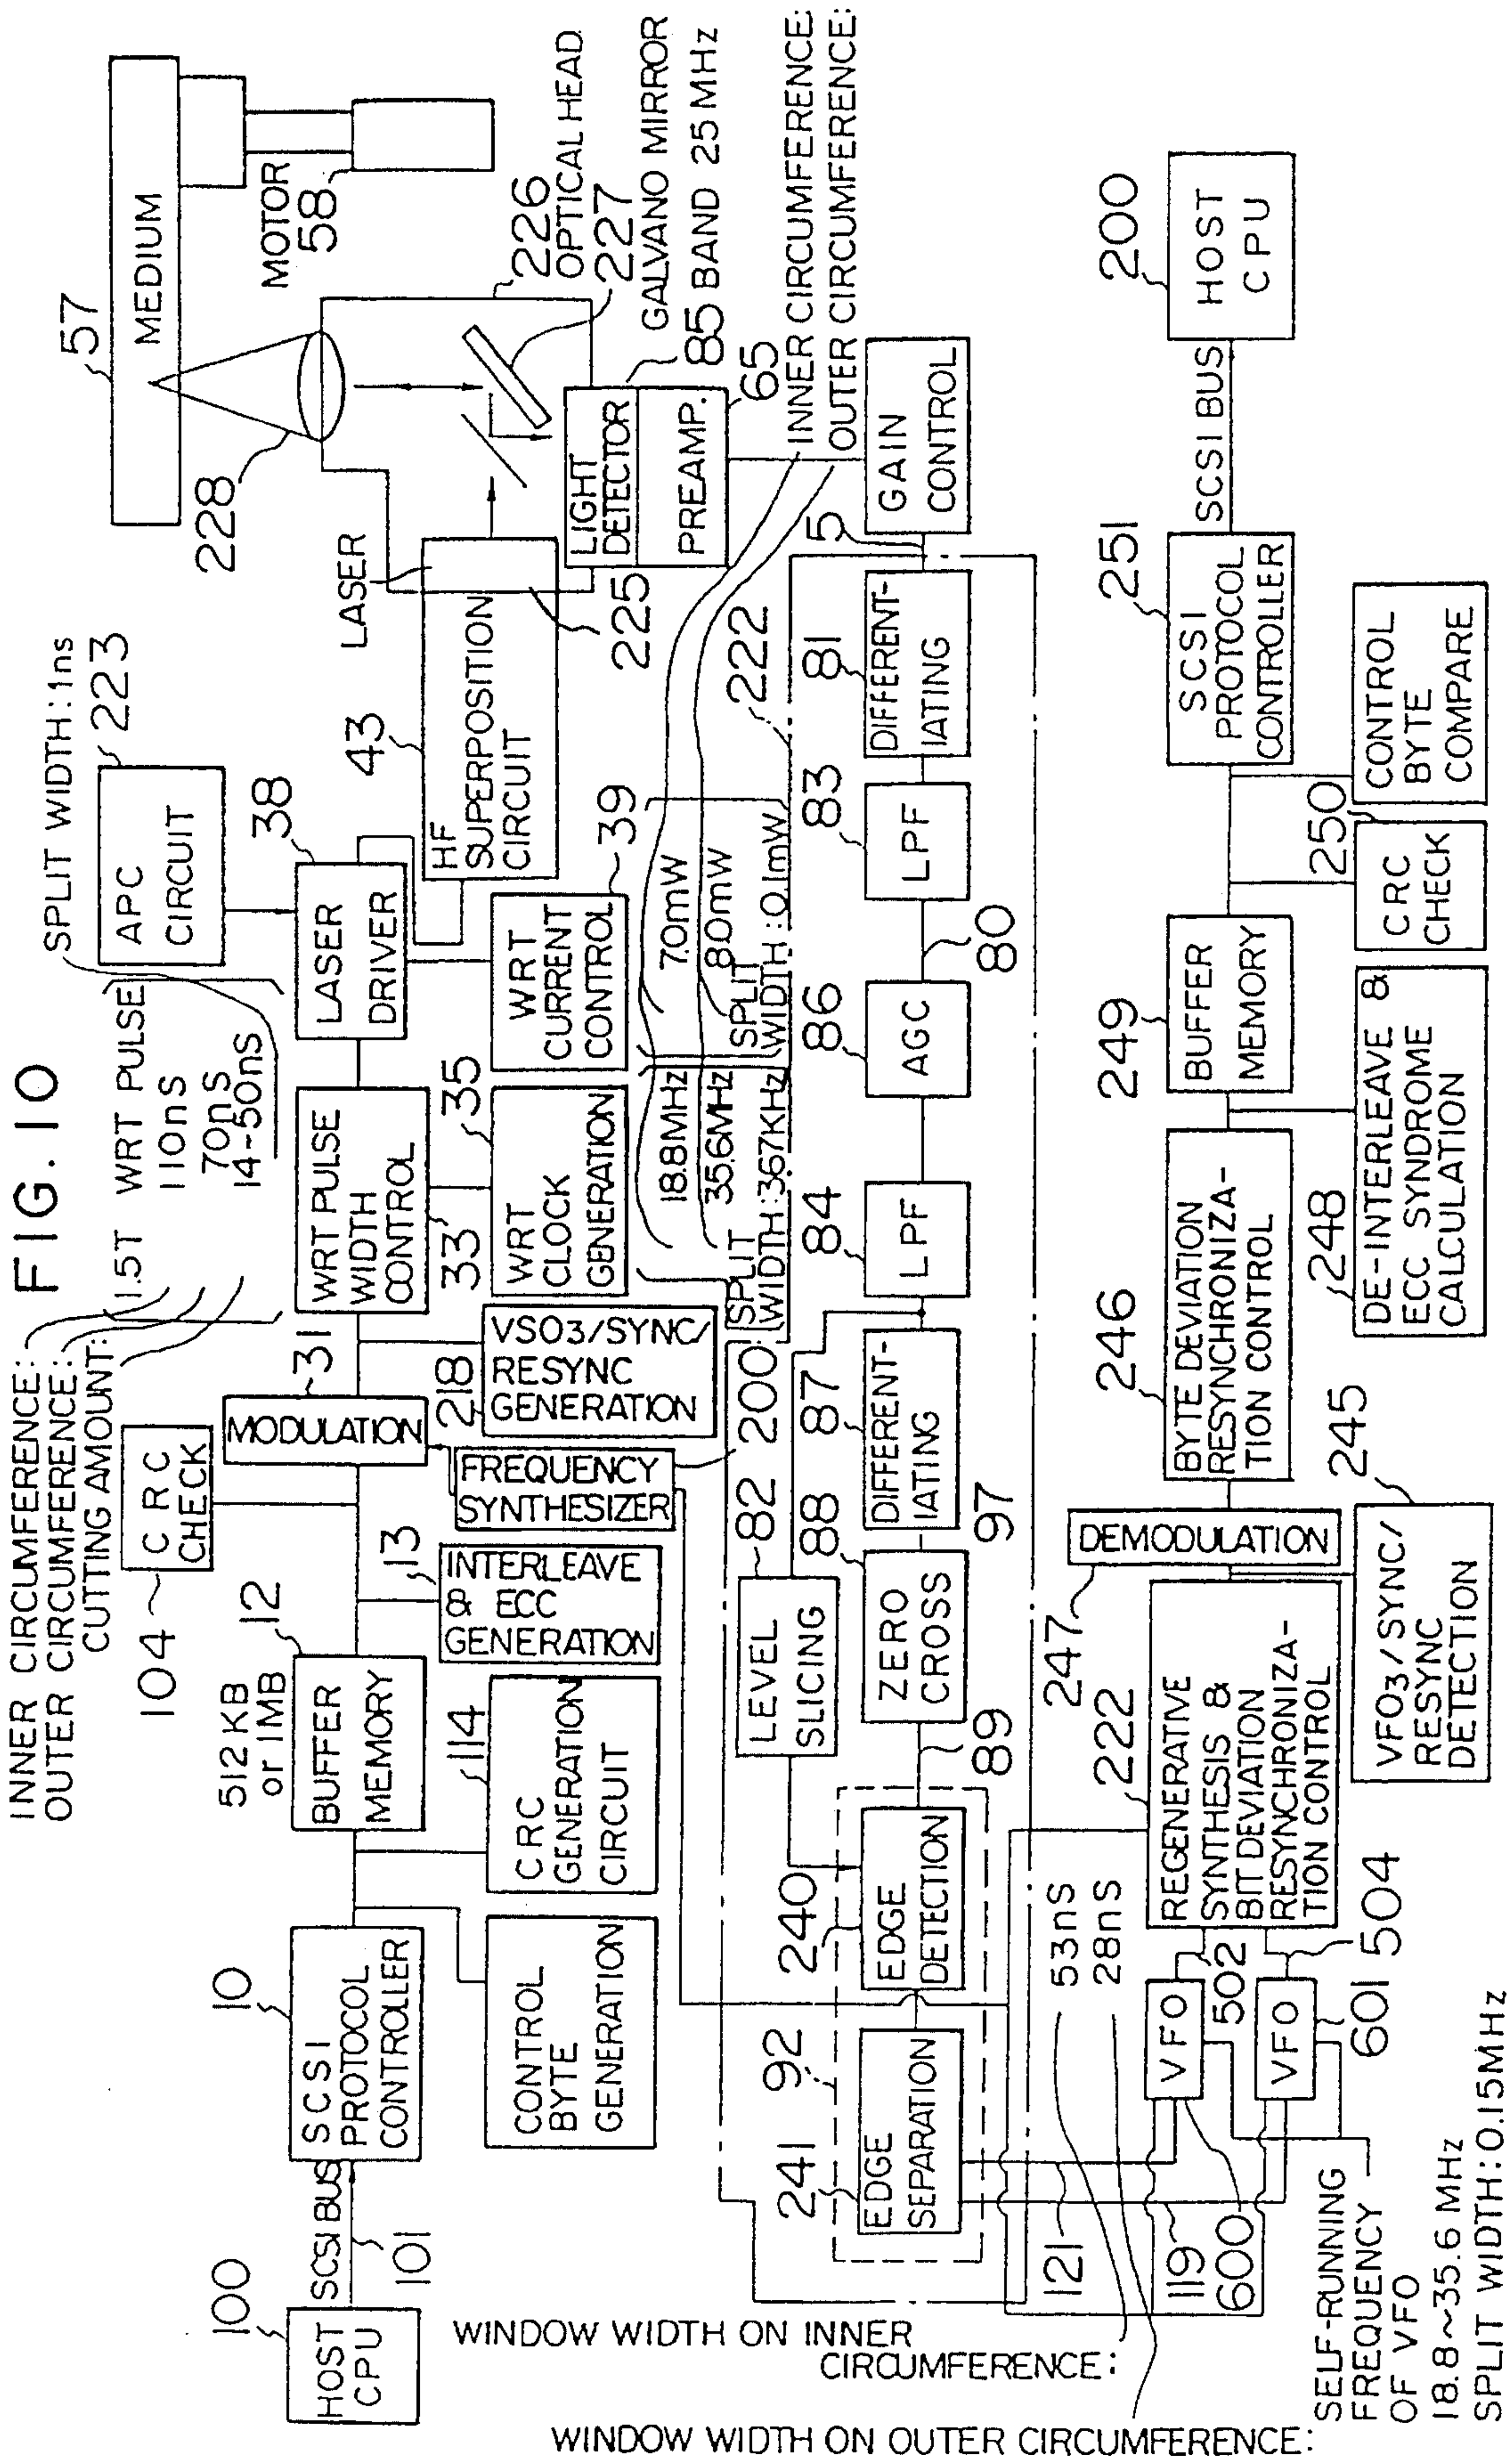 FIG. 10
INNER CIRCUMFERENCE:
OUTER CIRCUMFERENCE:
CUTTING AMOUNT:
1.5T WRT PULSE
110nS
70nS
14-50nS
SPLIT WIDTH:1ns
100
HOST
CPU
SCSI BUS
101
10
SCSI
PROTOCOL
CONTROLLER
CONTROL
BYTE
GENERATION
512KB
or 1MB
12
BUFFER
MEMORY
114
CRC
GENERATION
CIRCUIT
104
CRC
CHECK
13
INTERLEAVE
& ECC
GENERATION
31
MODULATION
FREQUENCY
SYNTHESIZER
200
218
VSO3/SYNC/
RESYNC
GENERATION
WRT PULSE
WIDTH
CONTROL
33
35
WRT
CLOCK
GENERATION
223
APC
CIRCUIT
38
LASER
DRIVER
39
WRT
CURRENT
CONTROL
43
HF
SUPERPOSITION
CIRCUIT
LASER
225
57
MEDIUM
MOTOR
58
228
226
OPTICAL HEAD
227
GALVANO MIRROR
85 BAND 25MHz
LIGHT
DETECTOR
PREAMP.
65
INNER CIRCUMFERENCE:
OUTER CIRCUMFERENCE:
18.8MHz
35.6MHz
SPLIT
WIDTH:367KHz
7.0mW
8.0mW
SPLIT
WIDTH:0.1mW
222
GAIN
CONTROL
5
81
DIFFERENT-
IATING
83
LPF
80
86
AGC
84
LPF
87
DIFFERENT-
IATING
97
82
LEVEL
SLICING
88
ZERO
CROSS
89
240
EDGE
DETECTION
92
241
EDGE
SEPARATION
121
119
WINDOW WIDTH ON INNER
CIRCUMFERENCE:
53nS
WINDOW WIDTH ON OUTER CIRCUMFERENCE:
28nS
600
VFO
502
VFO
601
504
SELF-RUNNING
FREQUENCY
OF VFO
18.8~35.6 MHz
SPLIT WIDTH:0.15MHz
222
REGENERATIVE
SYNTHESIS &
BIT DEVIATION
RESYNCHRONIZA-
TION CONTROL
247
DEMODULATION
245
VFO3/SYNC/
RESYNC
DETECTION
246
BYTE DEVIATION
RESYNCHRONIZA-
TION CONTROL
248
DE-INTERLEAVE &
ECC SYNDROME
CALCULATION
249
BUFFER
MEMORY
250
CRC
CHECK
CONTROL
BYTE
COMPARE
251
SCSI
PROTOCOL
CONTROLLER
SCSI BUS
200
HOST
CPU